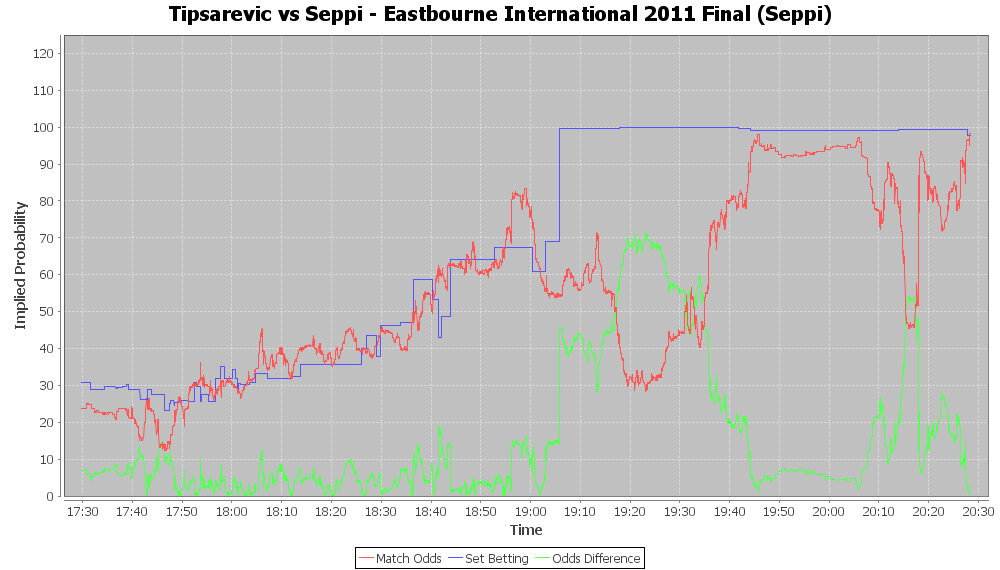 Tipsarevic vs Seppi - Eastbourne International 2011 Final (Seppi)
Implied Probability
120
110
100
90
80
70
60
50
40
30
20
10
0
17:30 17:40 17:50 18:00 18:10 18:20 18:30 18:40 18:50 19:00 19:10 19:20 19:30 19:40 19:50 20:00 20:10 20:20 20:30
Time
Match Odds Set Betting Odds Difference